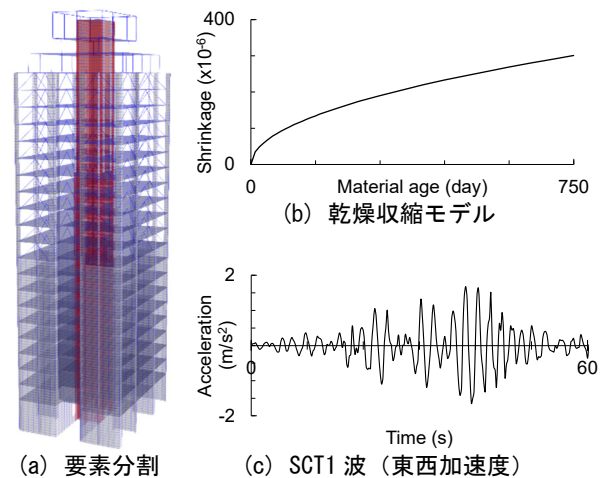 400
Shrinkage (x10⁻⁶)
0
0
Material age (day)
750
(b) 乾燥収縮モデル
2
Acceleration
(m/s²)
0
60
-2
Time (s)
(a) 要素分割
(c) SCT1 波（東西加速度）